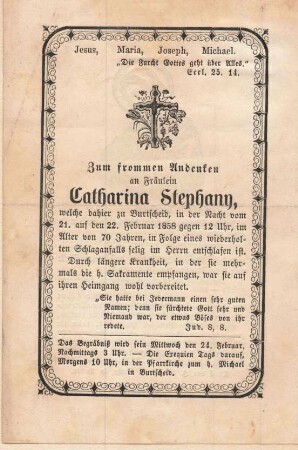 Jesus, Maria, Joseph, Michael.
„Die Furcht Gottes geht über Alles."
Eccl. 25. 14.
Zum frommen Andenken
an Fräulein
Catharina Stephany,
welche dahier zu Burtscheid, in der Nacht vom
21. auf den 22. Februar 1858 gegen 12 Uhr, im
Alter von 70 Jahren, in Folge eines wiederhol-
ten Schlaganfalls selig im Herrn entschlafen ist.
Durch längere Krankheit, in der sie mehr-
mals die h. Sakramente empfangen, war sie auf
ihren Heimgang wohl vorbereitet.
„Sie hatte bei Jedermann einen sehr guten
Namen; denn sie fürchtete Gott sehr und
Niemand war, der etwas Böses von ihr
redete. Jud. 8, 8.
Das Begräbniß wird sein Mittwoch den 24. Februar,
Nachmittags 3 Uhr. — Die Exequien Tags darauf,
Morgens 10 Uhr, in der Pfarrkirche zum h. Michael
in Burtscheid.